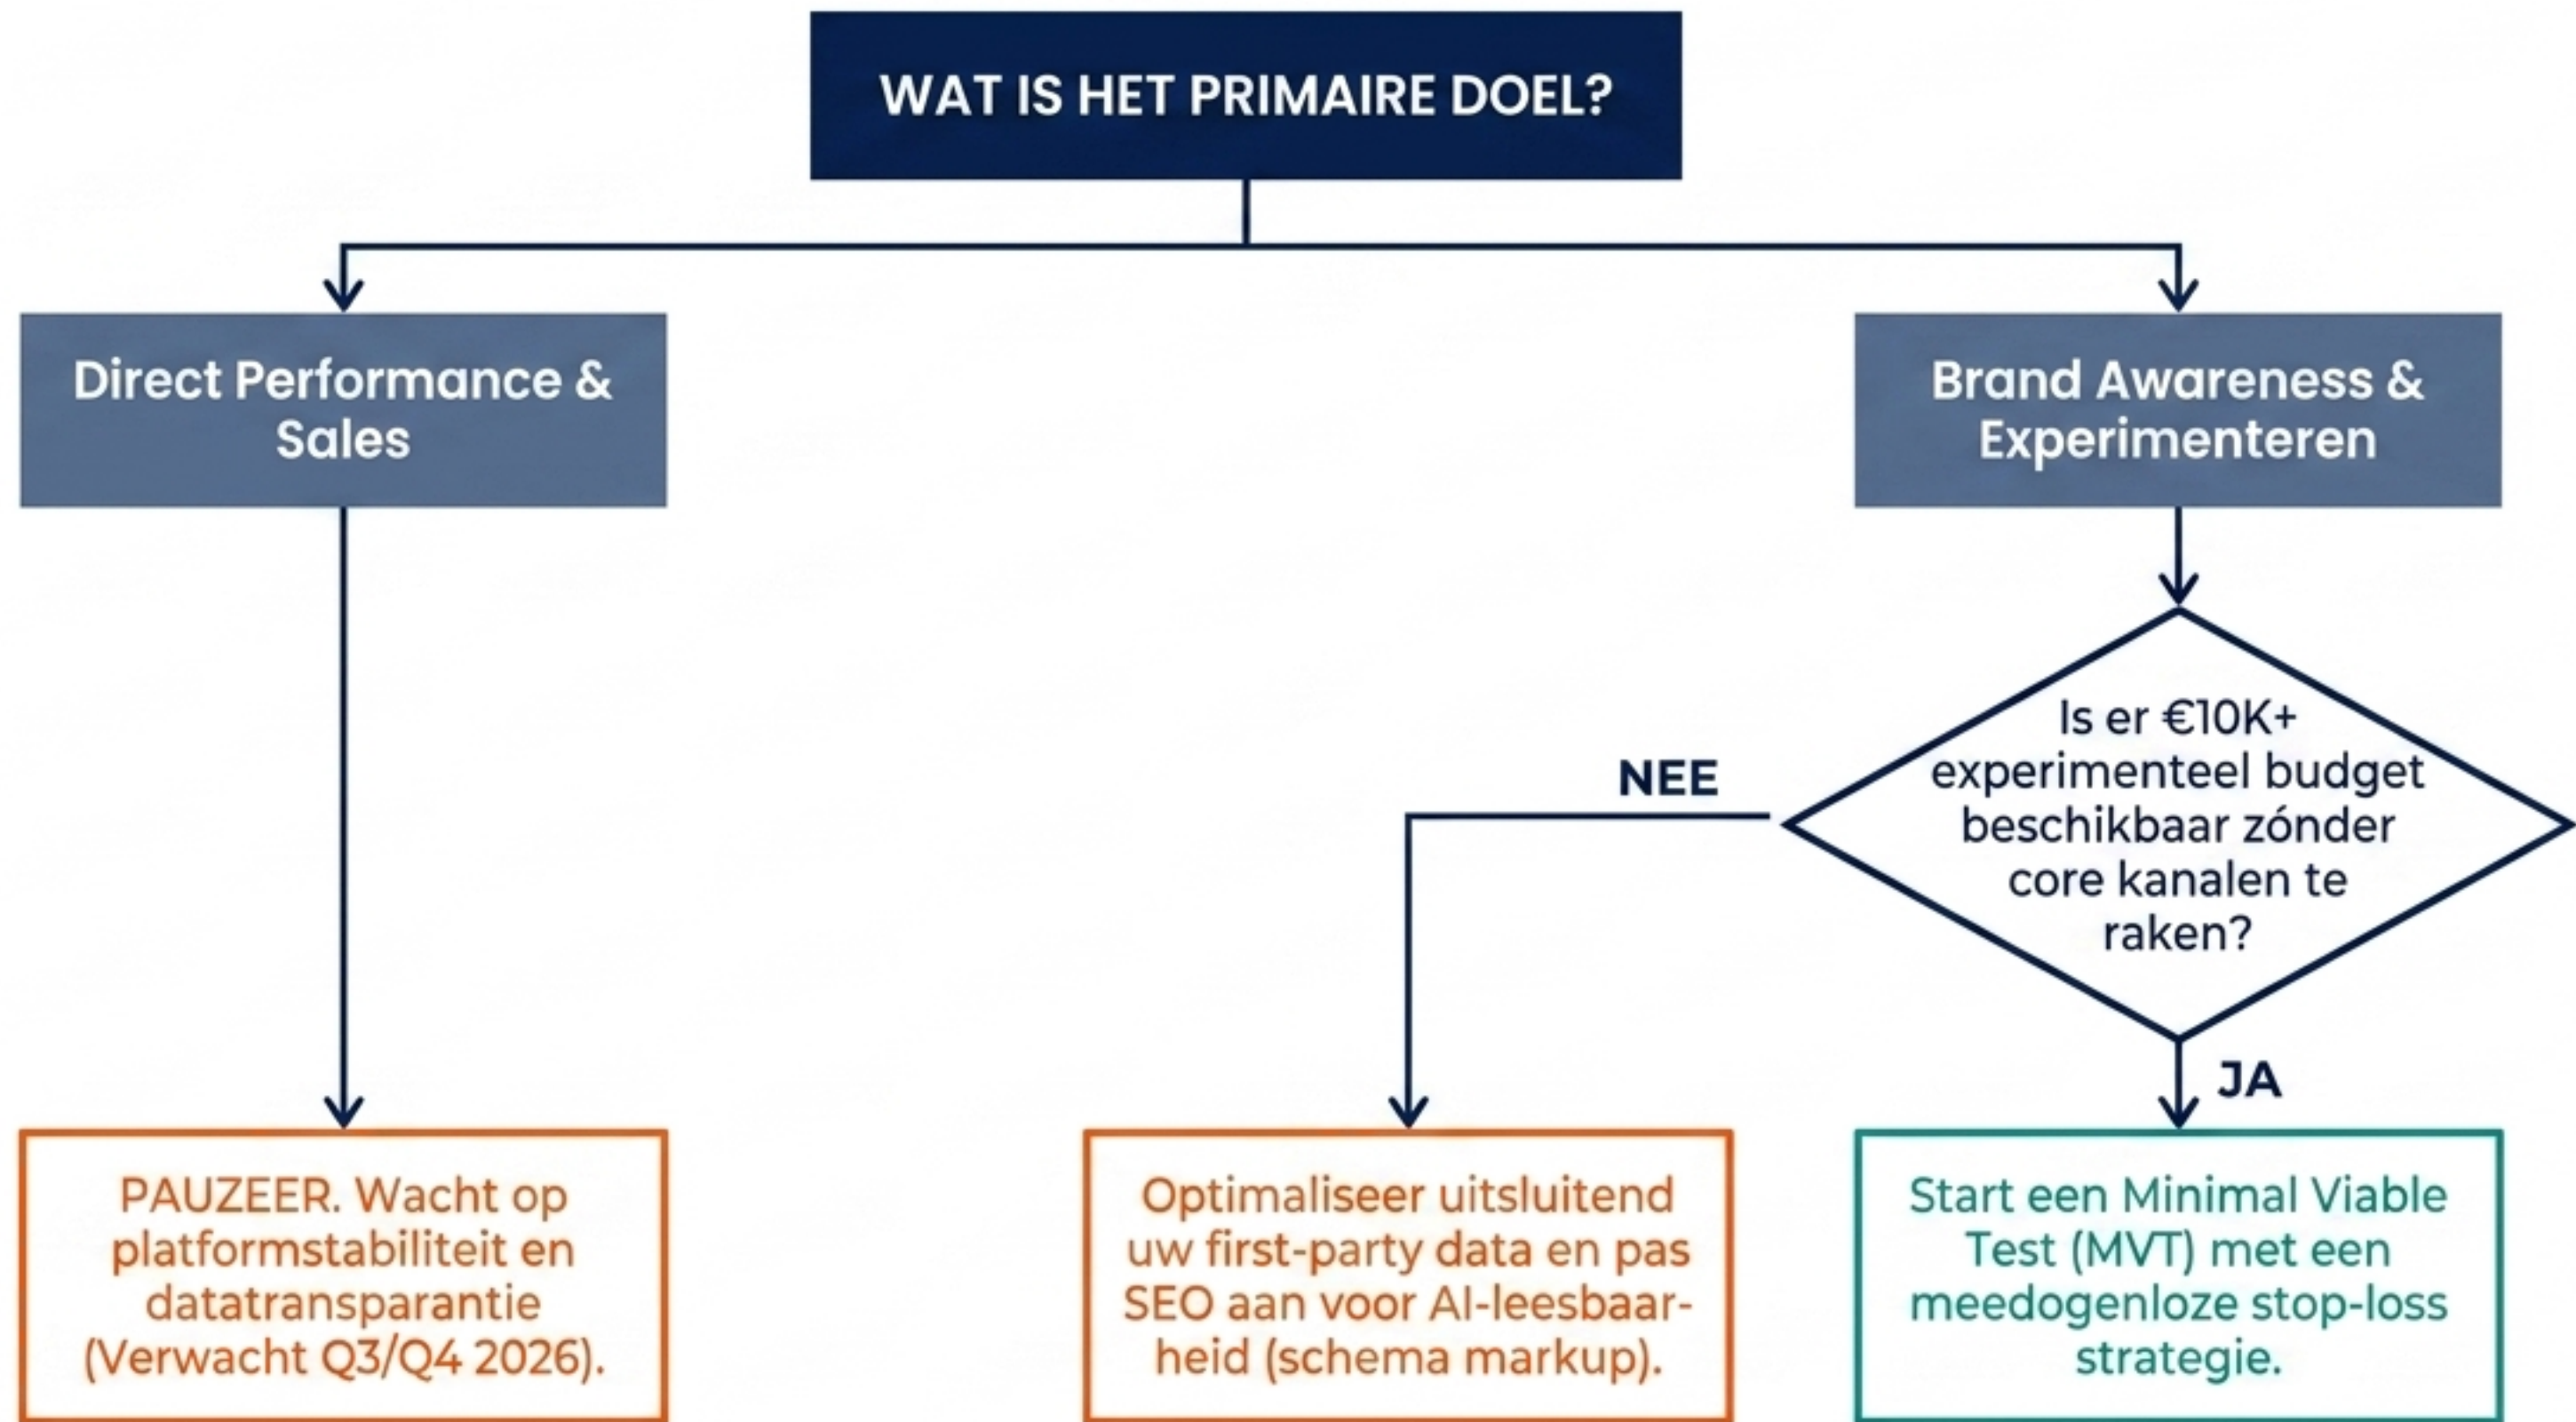 WAT IS HET PRIMAIRE DOEL?
Direct Performance &
Sales
Brand Awareness &
Experimenteren
Is er €10K+
experimenteel budget
beschikbaar zónder
core kanalen te
raken?
NEE
JA
PAUZEER. Wacht op
platformstabiliteit en
datatransparantie
(Verwacht Q3/Q4 2026).
Optimaliseer uitsluitend
uw first-party data en pas
SEO aan voor AI-leesbaar-
heid (schema markup).
Start een Minimal Viable
Test (MVT) met een
meedogenloze stop-loss
strategie.